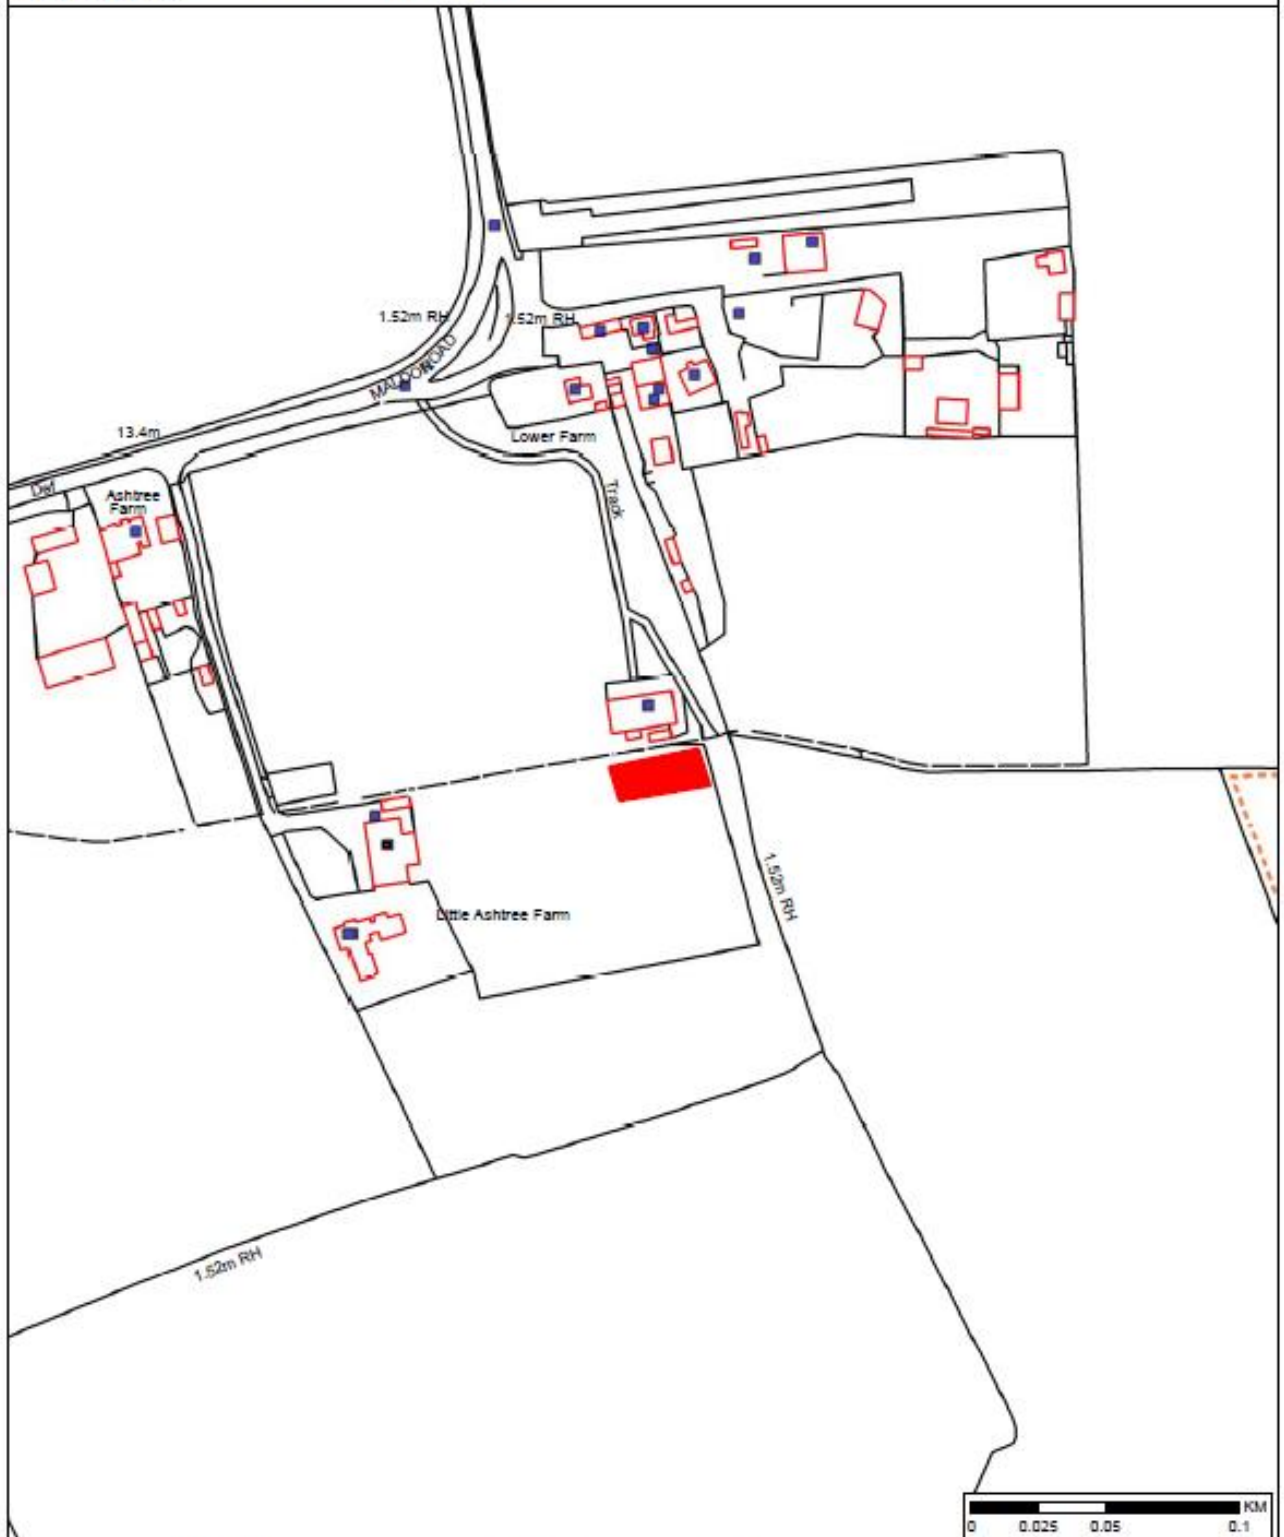 1.52m RH
1.52m RH
MALDON ROAD
13.4m
Lower Farm
Def
Ashtree
Farm
Track
1.52m RH
Little Ashtree Farm
1.52m RH
KM
0 0.025 0.05 0.1